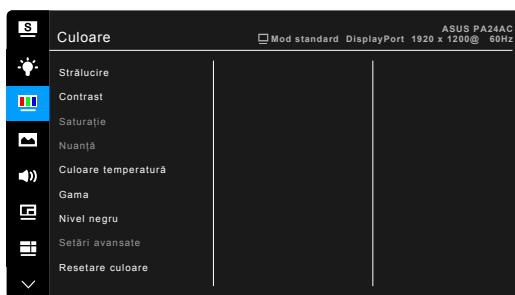 S
Culoare
ASUS PA24AC
Mod standard DisplayPort 1920 x 1200@ 60Hz
Strălucire
Contrast
Saturație
Nuanță
Culoare temperatură
Gama
Nivel negru
Setări avansate
Resetare culoare